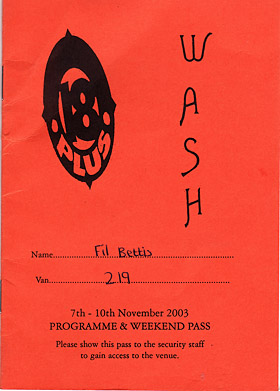 18
PLUS
WASH
Name Fil Bettis
Van 219
7th - 10th November 2003
PROGRAMME & WEEKEND PASS
Please show this pass to the security staff
to gain access to the venue.